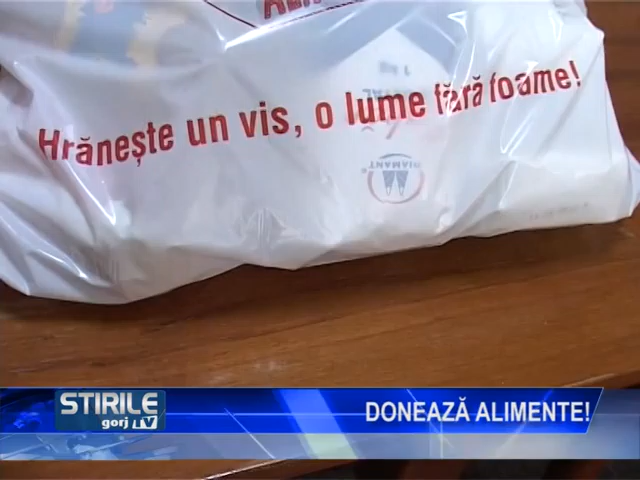 Hrănește un vis, o lume fără foame!
DIAMANT®
STIRILE
gorj TV
DONEAZĂ ALIMENTE!